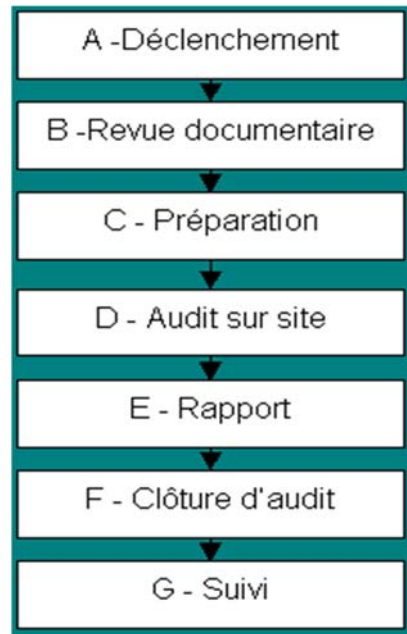 A -Déclenchement
B -Revue documentaire
C - Préparation
D - Audit sur site
E - Rapport
F - Clôture d'audit
G - Suivi